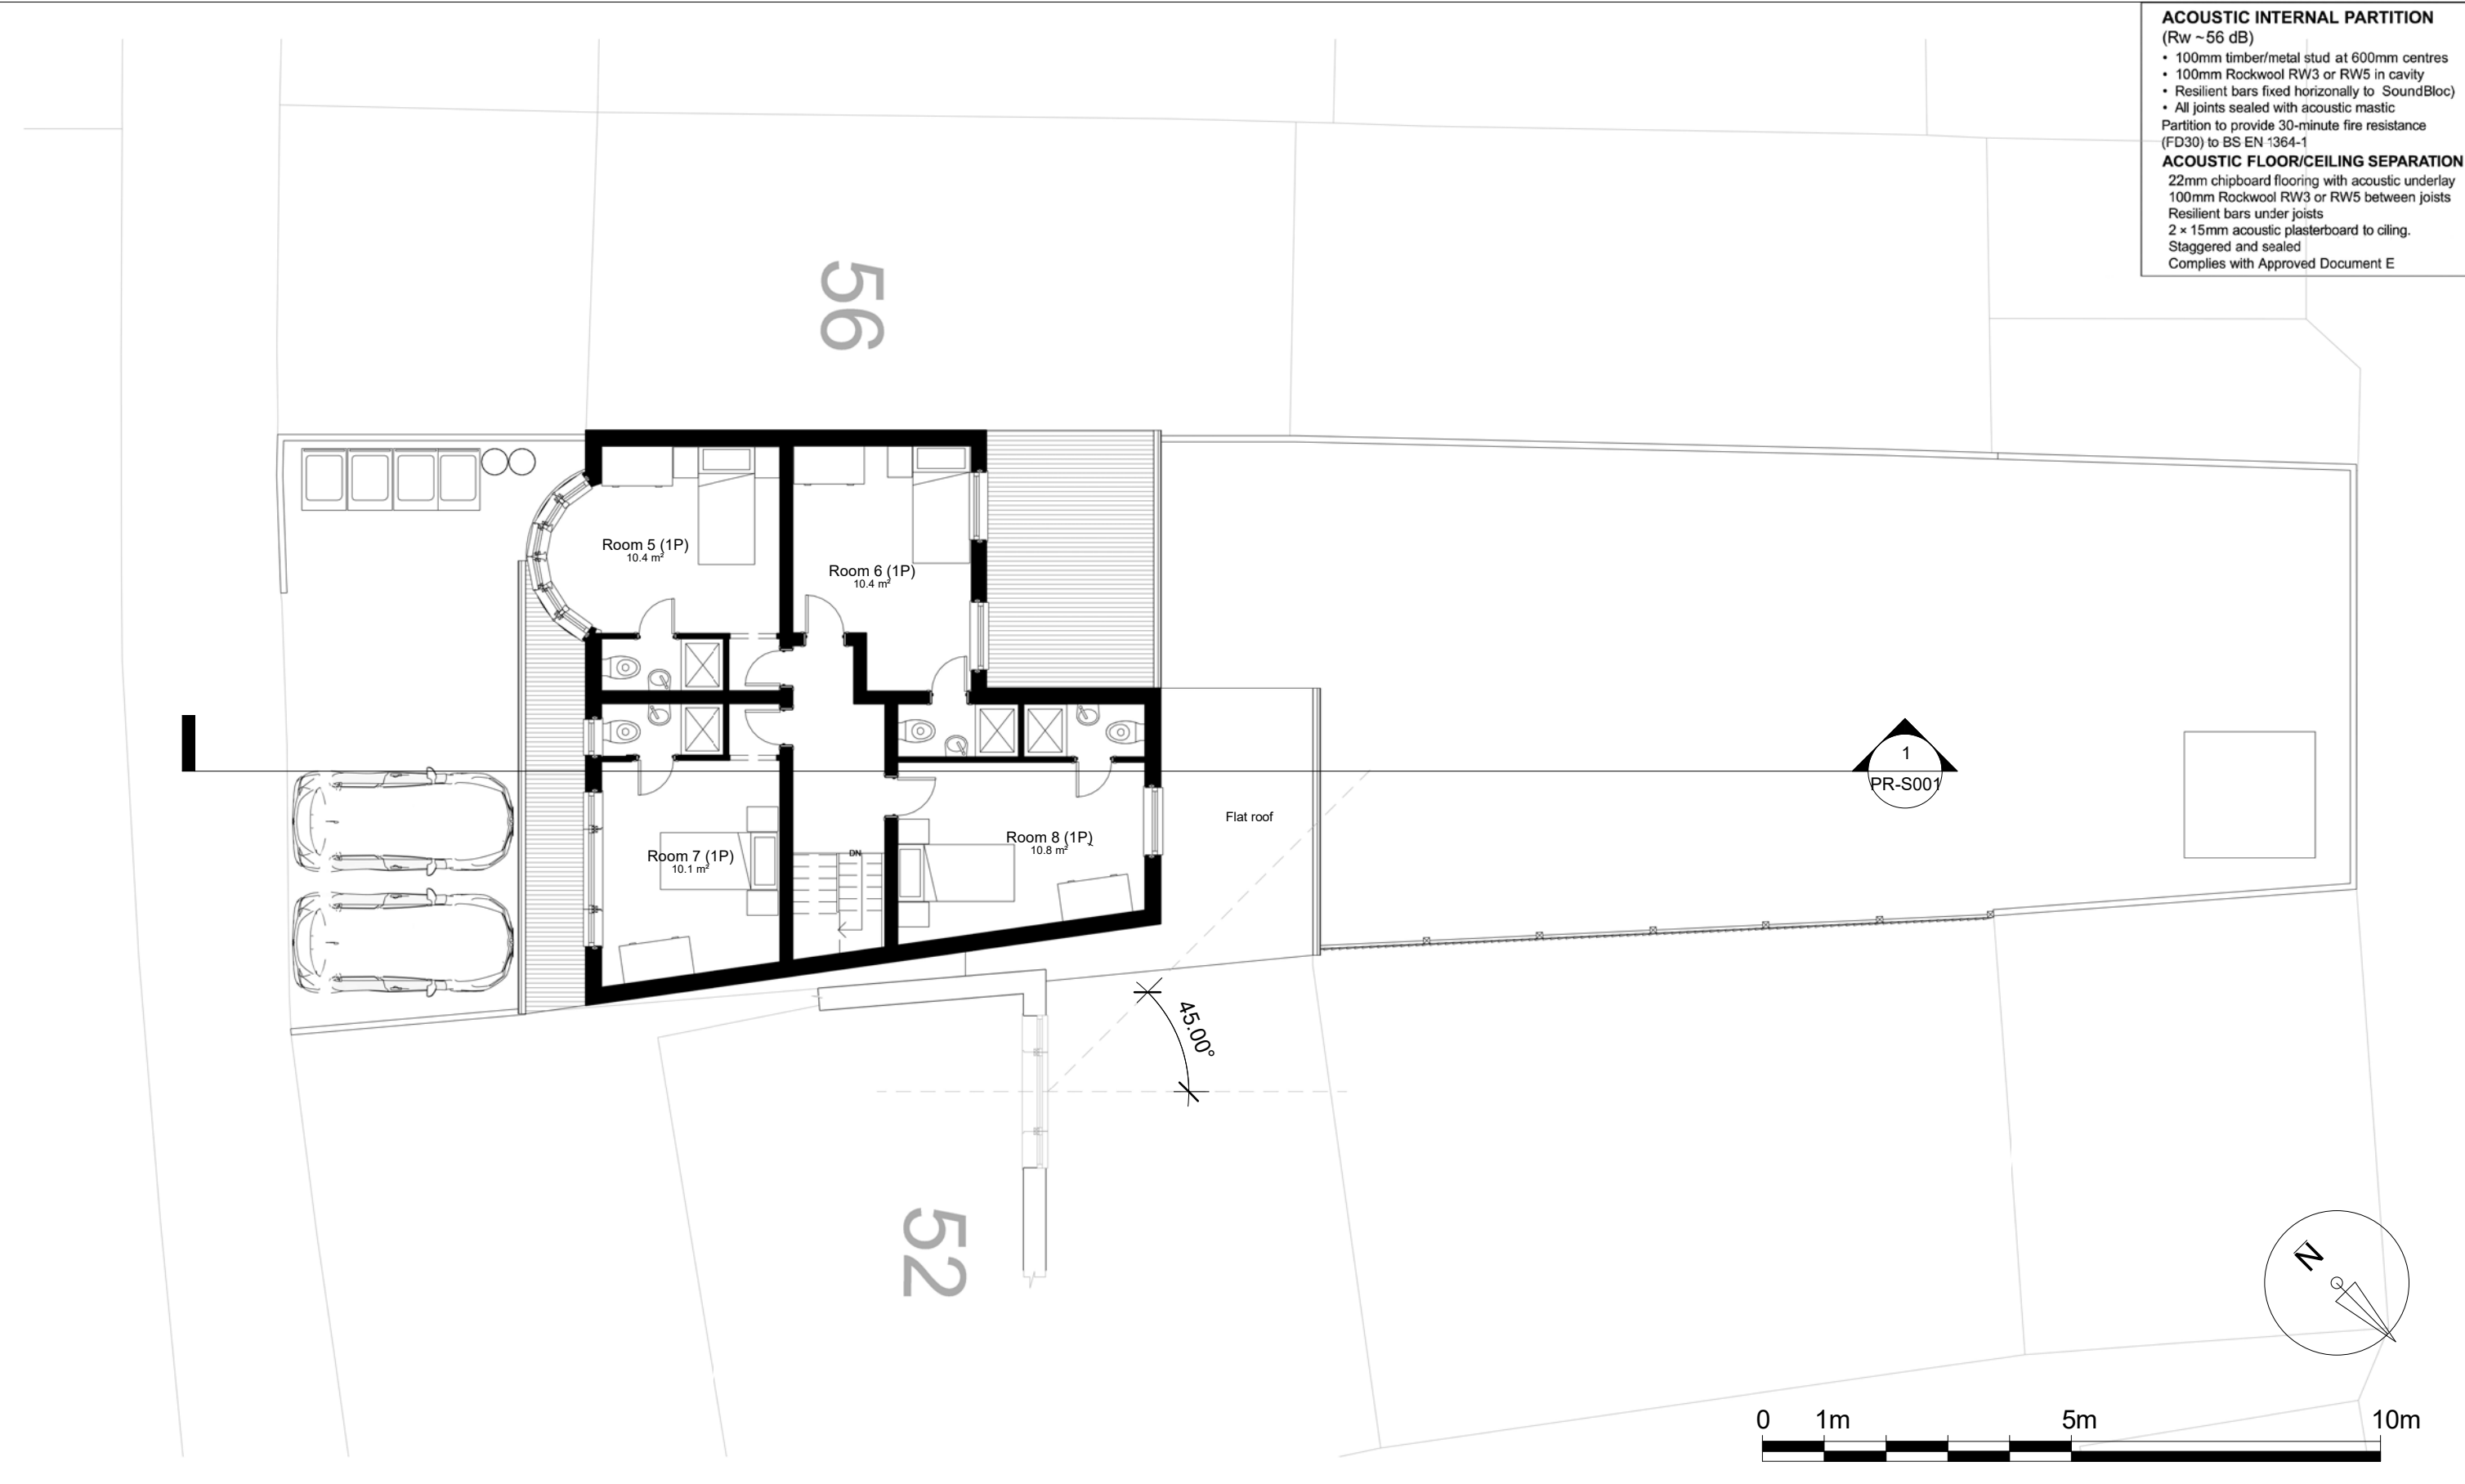 ACOUSTIC INTERNAL PARTITION
(Rw ~56 dB)
• 100mm timber/metal stud at 600mm centres
• 100mm Rockwool RW3 or RW5 in cavity
• Resilient bars fixed horizonally to SoundBloc)
• All joints sealed with acoustic mastic
Partition to provide 30-minute fire resistance
(FD30) to BS EN 1364-1
ACOUSTIC FLOOR/CEILING SEPARATION
22mm chipboard flooring with acoustic underlay
100mm Rockwool RW3 or RW5 between joists
Resilient bars under joists
2 × 15mm acoustic plasterboard to ciling.
Staggered and sealed
Complies with Approved Document E
56
Room 5 (1P)
10.4 m²
Room 6 (1P)
10.4 m²
1
PR-S001
Flat roof
Room 8 (1P)
10.8 m²
DN
Room 7 (1P)
10.1 m²
45.00°
52
N
0 1m 5m 10m